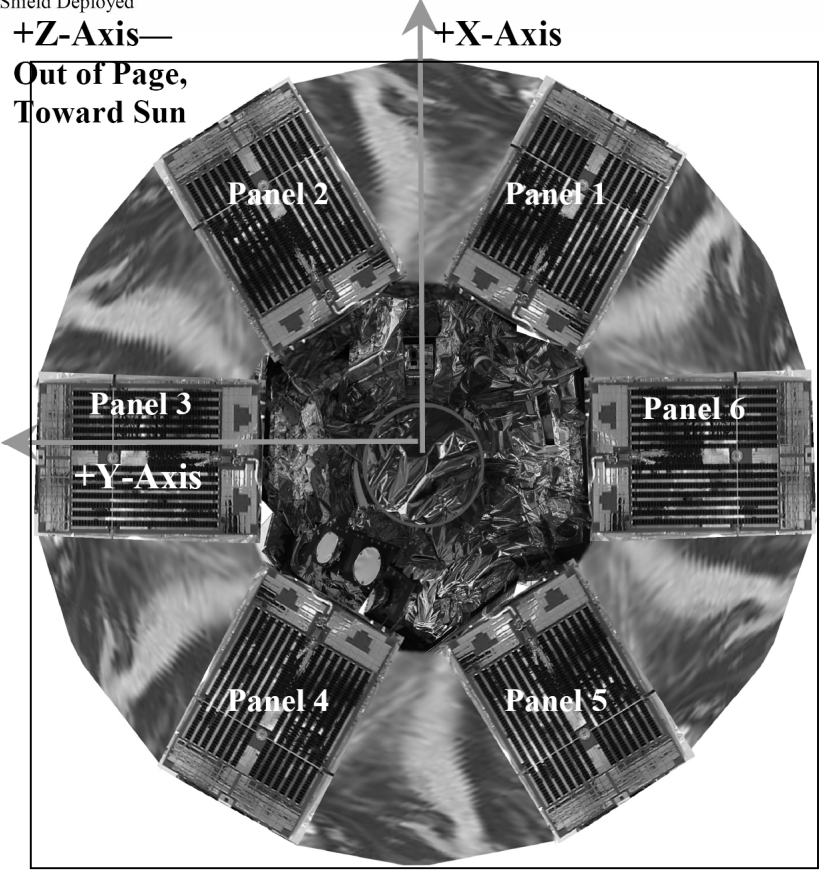 Shield Deployed
+Z-Axis—
Out of Page,
Toward Sun
+X-Axis
Panel 2
Panel 1
Panel 3
Panel 6
+Y-Axis
Panel 4
Panel 5